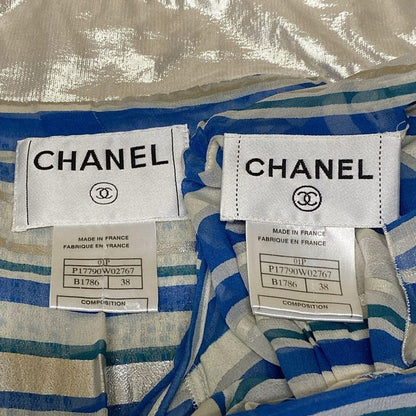 CHANEL
MADE IN FRANCE
FABRIQUE EN FRANCE
01P
P17790W02767
B1786 38
COMPOSITION
CHANEL
MADE IN FRANCE
FABRIQUE EN FRANCE
01P
P17790W02767
B1786 38
COMPOSITION